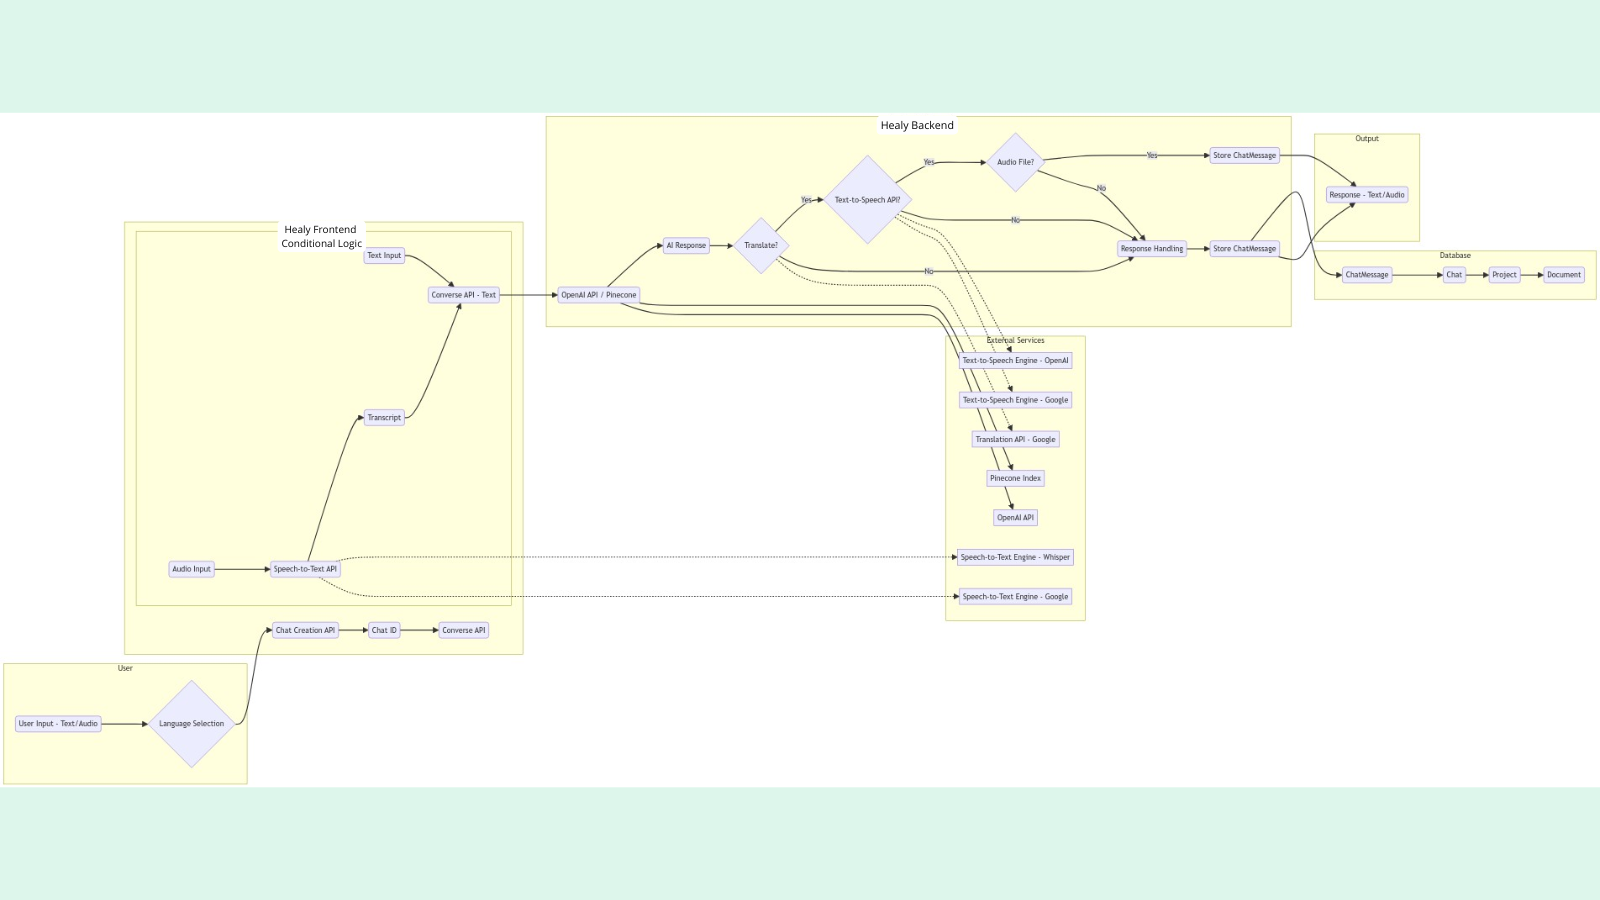 Healy Backend
Output
Audio File?
Yes
Store ChatMessage
Yes
Text-to-Speech API?
No
Response - Text/Audio
Yes
No
Healy Frontend
Conditional Logic
Text Input
AI Response
Translate?
No
Response Handling
Store ChatMessage
Database
ChatMessage
Chat
Project
Document
Converse API - Text
OpenAI API / Pinecone
External Services
Text-to-Speech Engine - OpenAI
Text-to-Speech Engine - Google
Transcript
Translation API - Google
Pinecone Index
OpenAI API
Speech-to-Text Engine - Whisper
Audio Input
Speech-to-Text API
Speech-to-Text Engine - Google
Chat Creation API
Chat ID
Converse API
User
User Input - Text/Audio
Language Selection